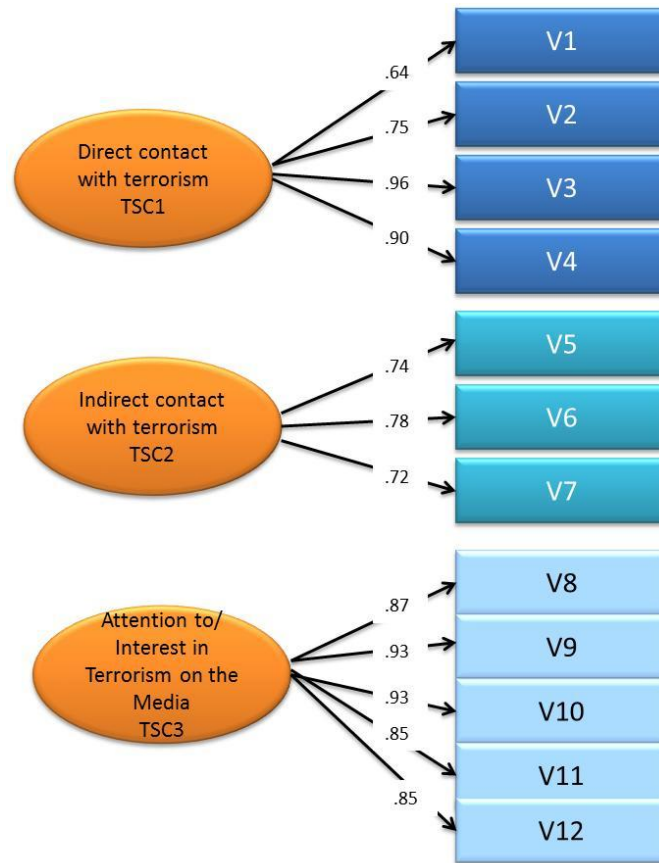 Direct contact
with terrorism
TSC1
.64
.75
.96
.90
V1
V2
V3
V4
Indirect contact
with terrorism
TSC2
.74
.78
.72
V5
V6
V7
Attention to/
Interest in
Terrorism on the
Media
TSC3
.87
.93
.93
.85
.85
V8
V9
V10
V11
V12